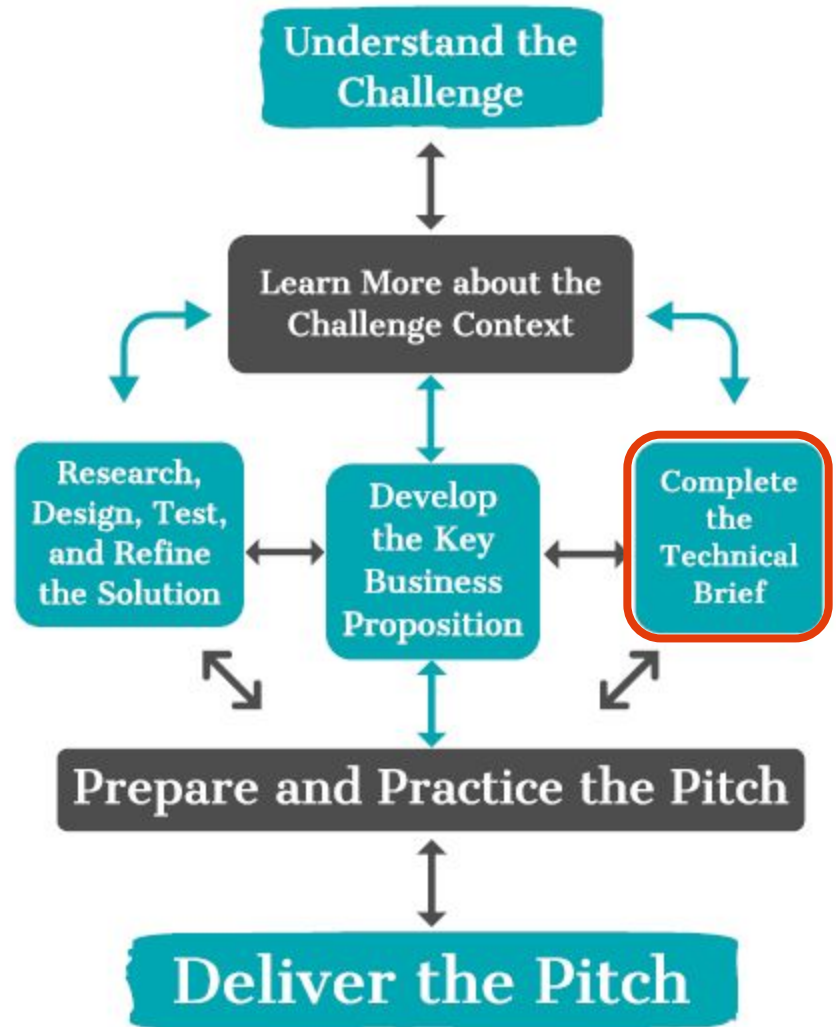 Understand the
Challenge
Learn More about the
Challenge Context
Research,
Design, Test,
and Refine
the Solution
Develop
the Key
Business
Proposition
Complete
the
Technical
Brief
Prepare and Practice the Pitch
Deliver the Pitch